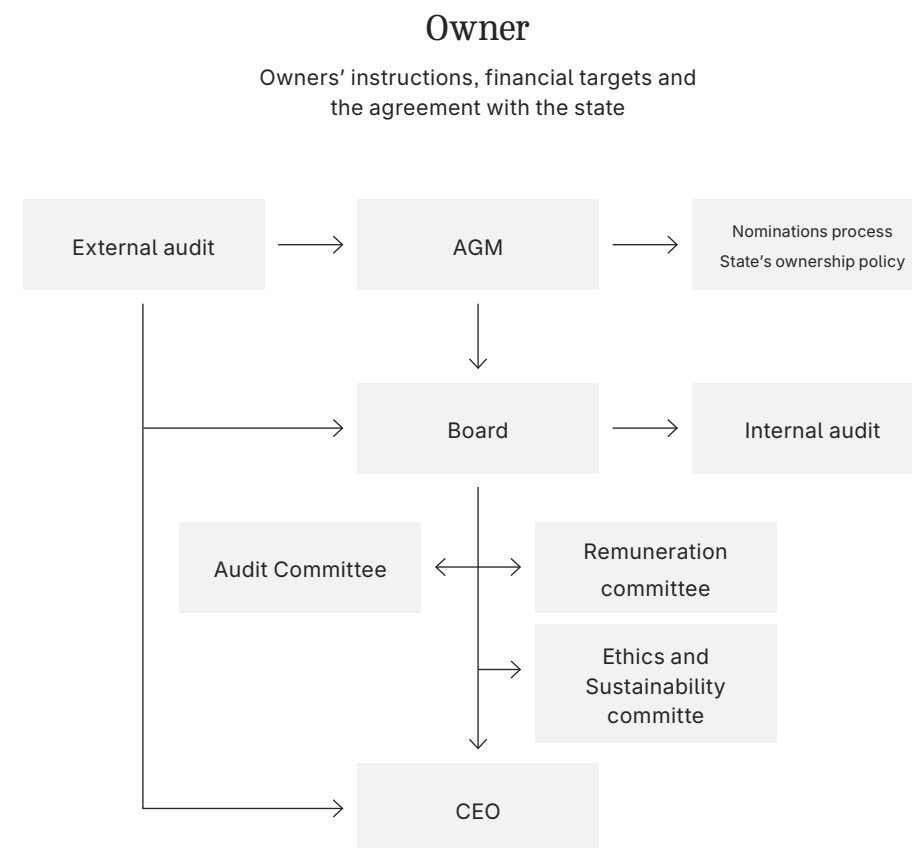 Owner
Owners’ instructions, financial targets and
the agreement with the state
External audit
AGM
Nominations process
State’s ownership policy
Board
Internal audit
Audit Committee
Remuneration
committee
Ethics and
Sustainability
committe
CEO